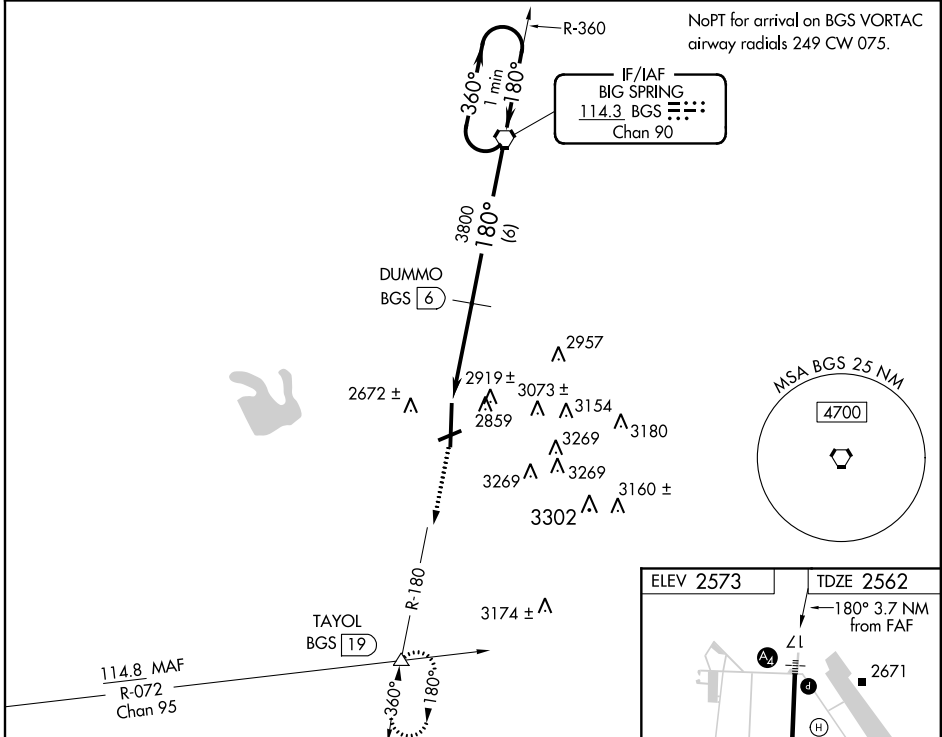 R-360
NoPT for arrival on BGS VORTAC
airway radials 249 CW 075.
360°
1 min
180°
IF/IAF
BIG SPRING
114.3 BGS
Chan 90
3800
180°
(6)
DUMMO
BGS 6
2957
2672 ±
2919 ±
2859
3073 ±
3154
3180
3269
3269
3269
3160 ±
3302
MSA BGS 25 NM
4700
R-180
3174 ±
TAYOL
BGS 19
114.8 MAF
R-072
Chan 95
360°
180°
ELEV 2573
TDZE 2562
180° 3.7 NM
from FAF
17
A4
2671
P
H